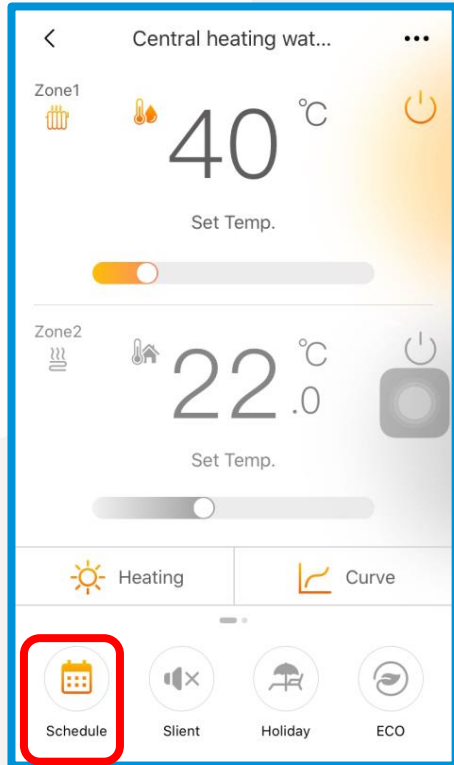 Central heating wat...
Zone1
40 °C
Set Temp.
Zone2
22.0 °C
Set Temp.
Heating Curve
Schedule Slient Holiday ECO